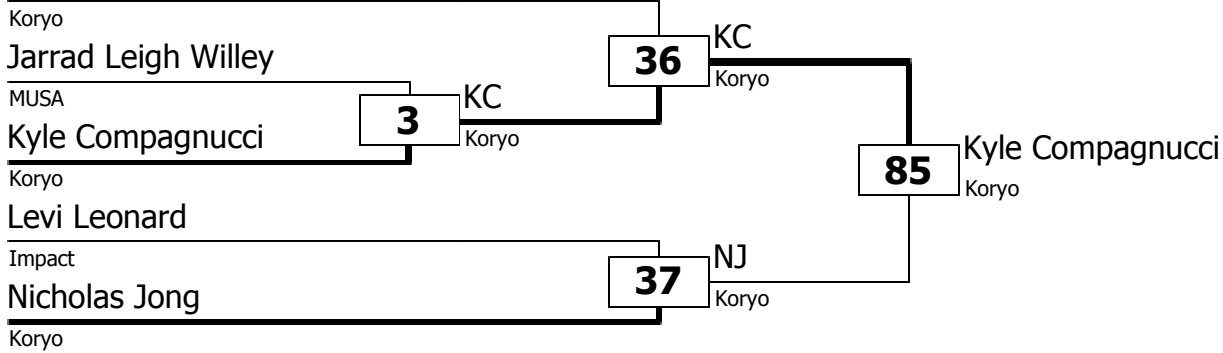 Koryo
Jarrad Leigh Willey
MUSA
Kyle Compagnucci
Koryo
Levi Leonard
Impact
Nicholas Jong
Koryo
3
KC
Koryo
36
KC
Koryo
37
NJ
Koryo
85
Kyle Compagnucci
Koryo